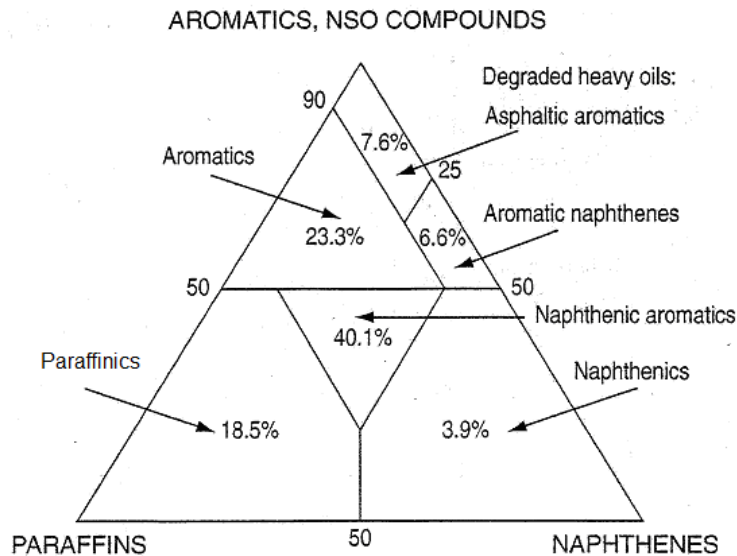 AROMATICS, NSO COMPOUNDS
Degraded heavy oils:
90
Asphaltic aromatics
7.6%
Aromatics
25
Aromatic naphthenes
23.3%
6.6%
50
50
Naphthenic aromatics
40.1%
Paraffinics
Naphthenics
18.5%
3.9%
PARAFFINS
50
NAPHTHENES